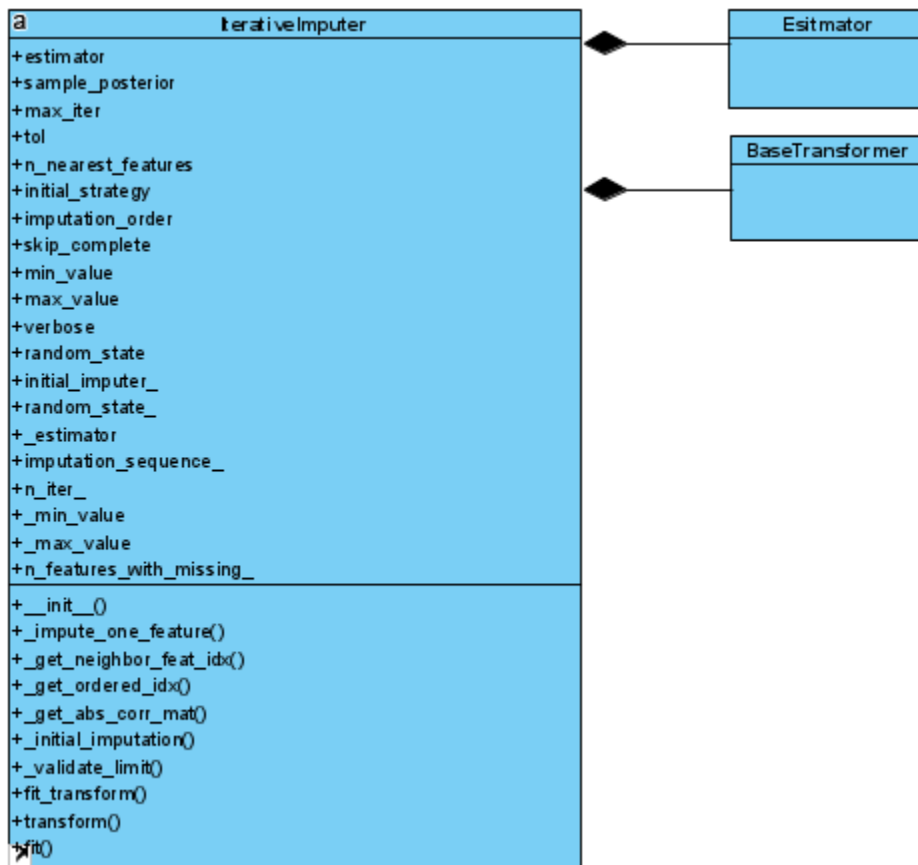 a
IterativeImputer
+estimator
+sample_posterior
+max_iter
+tol
+n_nearest_features
+initial_strategy
+imputation_order
+skip_complete
+min_value
+max_value
+verbose
+random_state
+initial_imputer_
+random_state_
+_estimator
+imputation_sequence_
+n_iter_
+_min_value
+_max_value
+n_features_with_missing_
+__init__()
+_impute_one_feature()
+_get_neighbor_feat_idx()
+_get_ordered_idx()
+_get_abs_corr_mat()
+_initial_imputation()
+_validate_limit()
+fit_transform()
+transform()
+fit()
Esitmator
BaseTransformer